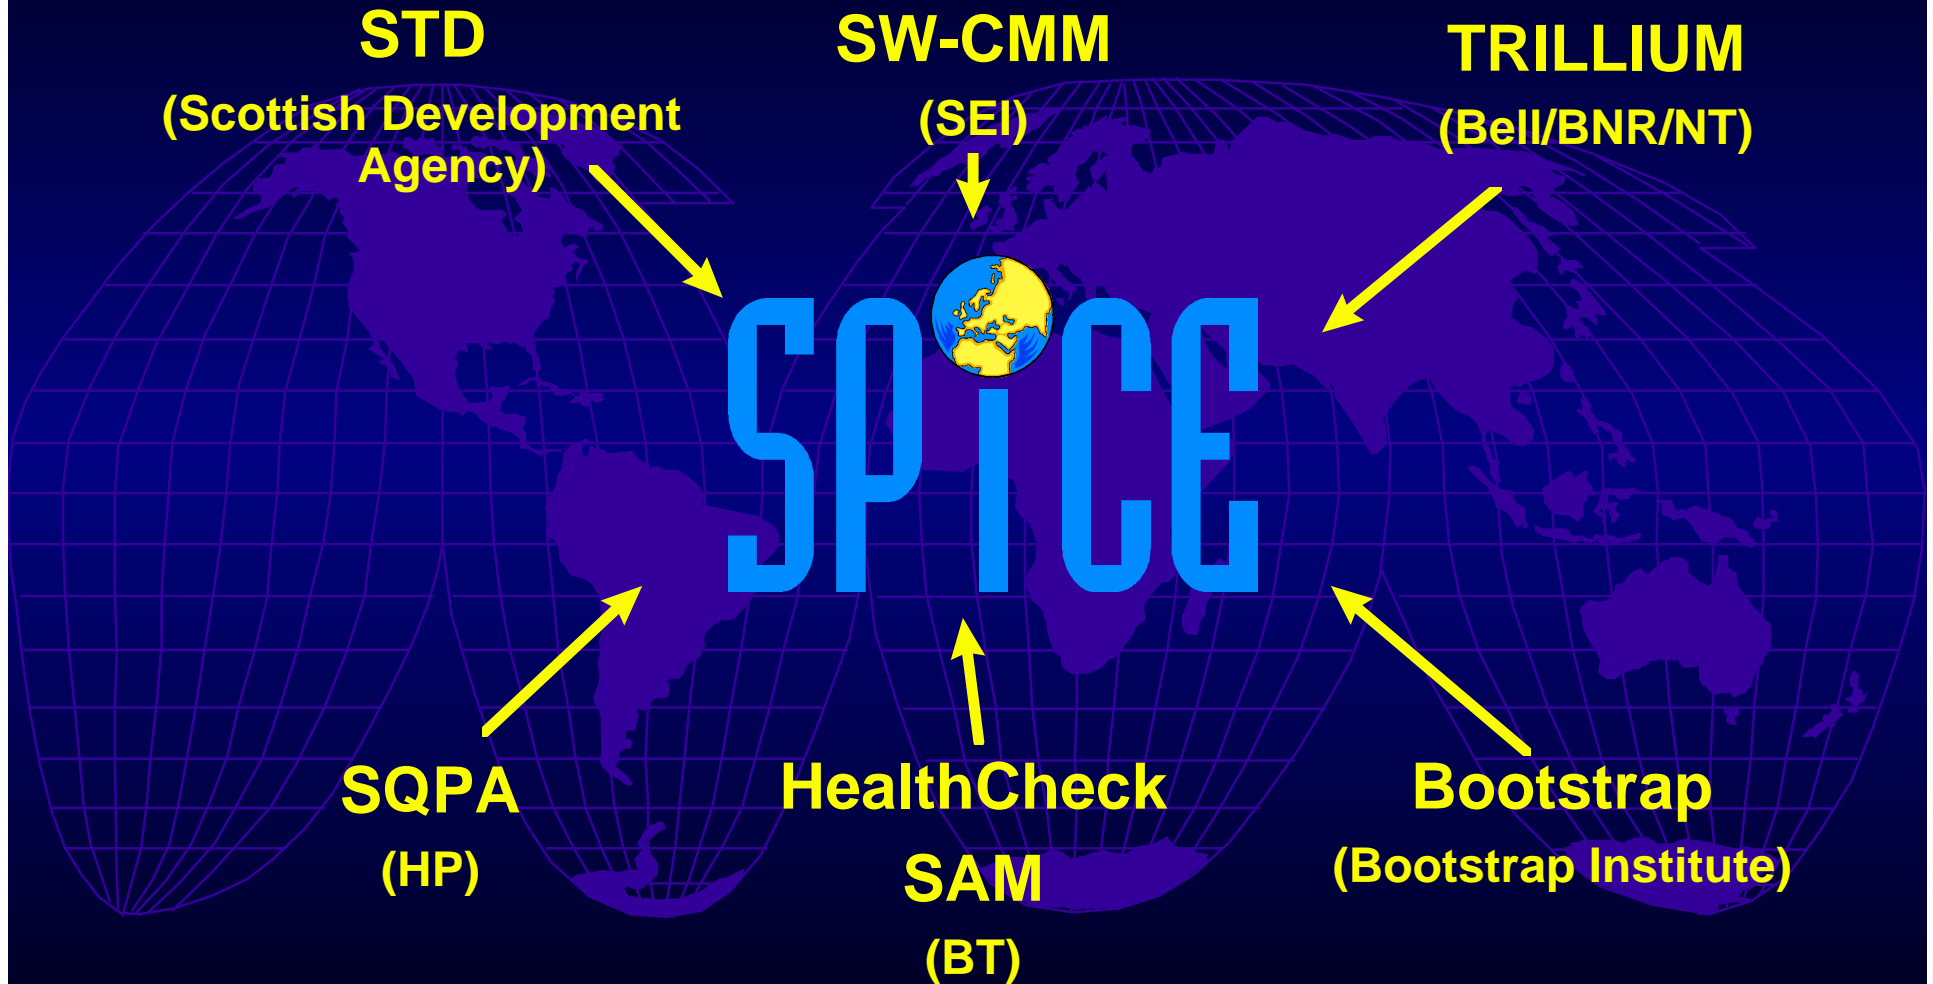 STD
(Scottish Development
Agency)
SW-CMM
(SEI)
TRILLIUM
(Bell/BNR/NT)
SPiCE
SQPA
(HP)
HealthCheck
SAM
(BT)
Bootstrap
(Bootstrap Institute)